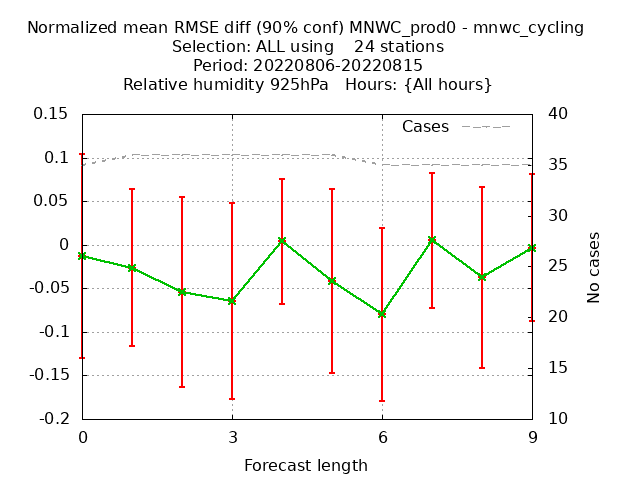 Normalized mean RMSE diff (90% conf) MNWC_prod0 - mnwc_cycling
Selection: ALL using    24 stations
Period: 20220806-20220815
Relative humidity 925hPa   Hours: {All hours}
0.15
0.1
0.05
0
-0.05
-0.1
-0.15
-0.2
Cases
40
35
30
25
20
15
10
No cases
0
3
6
9
Forecast length